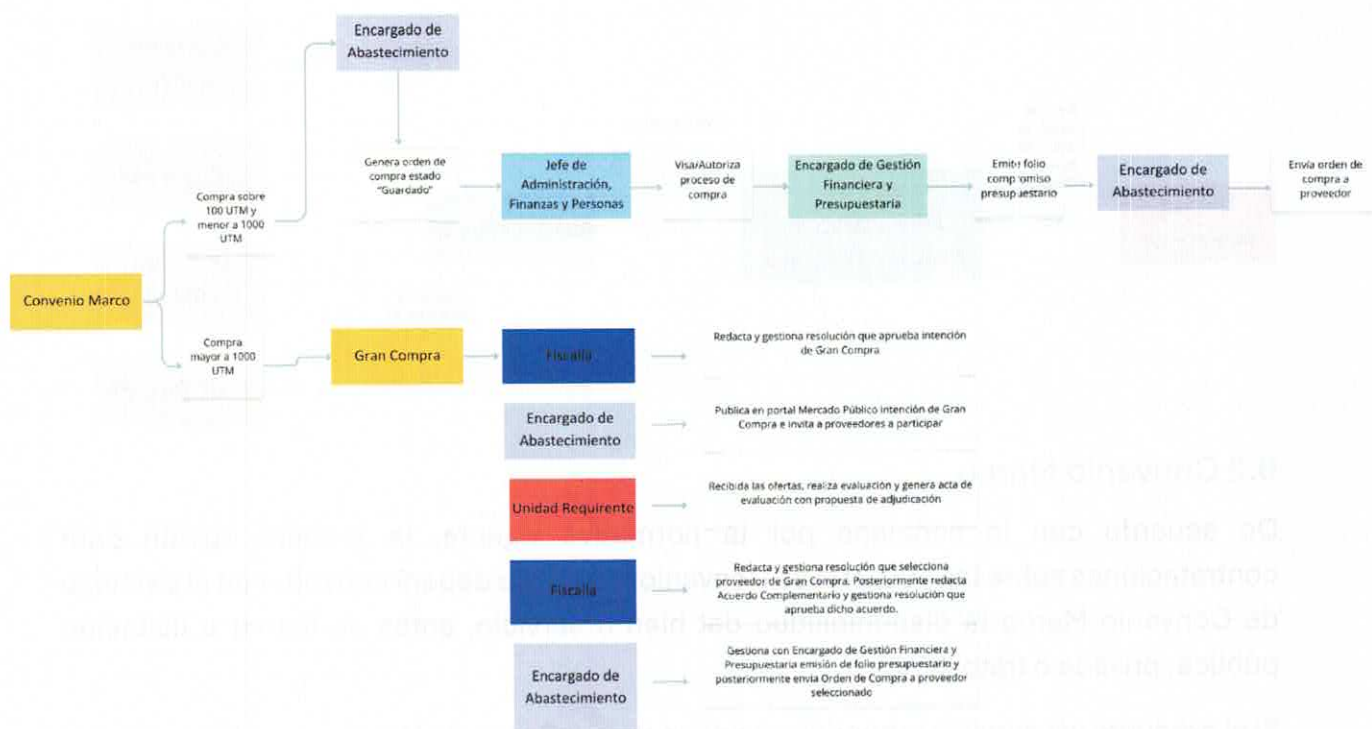 Encargado de
Abastecimiento
Genera orden de
compra estado
"Guardado"
Jefe de
Administración,
Finanzas y Personas
Visa/Autoriza
proceso de
compra
Encargado de Gestión
Financiera y
Presupuestaria
Emitir folio
compromiso
presupuestario
Encargado de
Abastecimiento
Envía orden de
compra a
proveedor
Compra sobre
100 UTM y
menor a 1000
UTM
Convenio Marco
Compra
mayor a 1000
UTM
Gran Compra
Fiscalía
Redacta y gestiona resolución que aprueba intención
de Gran Compra
Encargado de
Abastecimiento
Publica en portal Mercado Público intención de Gran
Compra e invita a proveedores a participar
Unidad Requirente
Recibida las ofertas, realiza evaluación y genera acta de
evaluación con propuesta de adjudicación
Fiscalía
Redacta y gestiona resolución que selecciona
proveedor de Gran Compra. Posteriormente redacta
Acuerdo Complementario y gestiona resolución que
aprueba dicho acuerdo.
Encargado de
Abastecimiento
Gestiona con Encargado de Gestión Financiera y
Presupuestaria emisión de folio presupuestario y
posteriormente envía Orden de Compra a proveedor
seleccionado